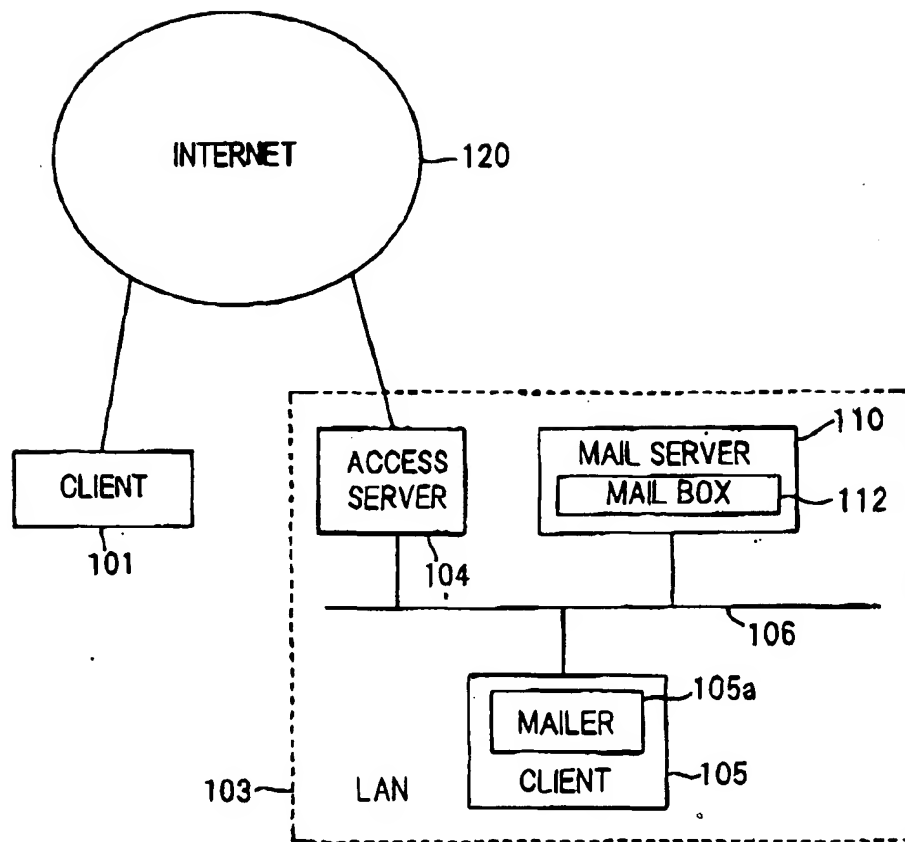 INTERNET
120
CLIENT
101
ACCESS
SERVER
104
MAIL SERVER
110
MAIL BOX
112
106
105a
MAILER
CLIENT
105
103
LAN